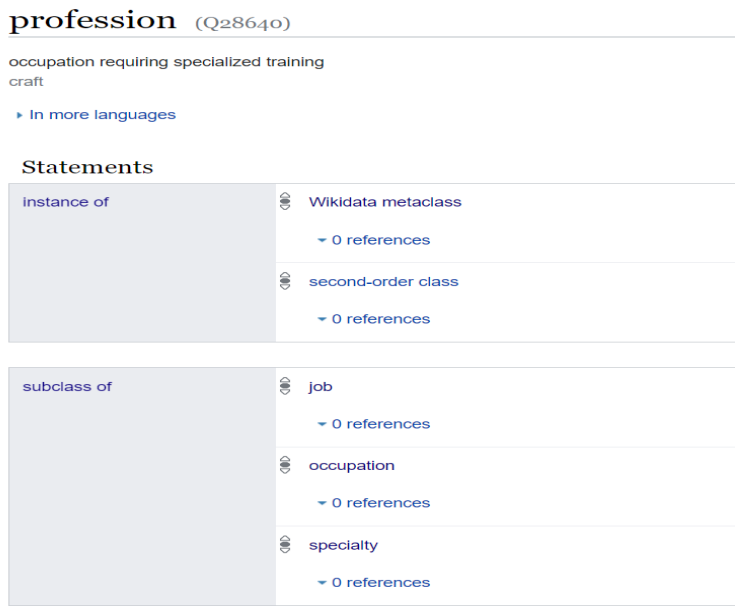 profession (Q28640)
occupation requiring specialized training
craft
In more languages
Statements
instance of
Wikidata metaclass
0 references
second-order class
0 references
subclass of
job
0 references
occupation
0 references
specialty
0 references